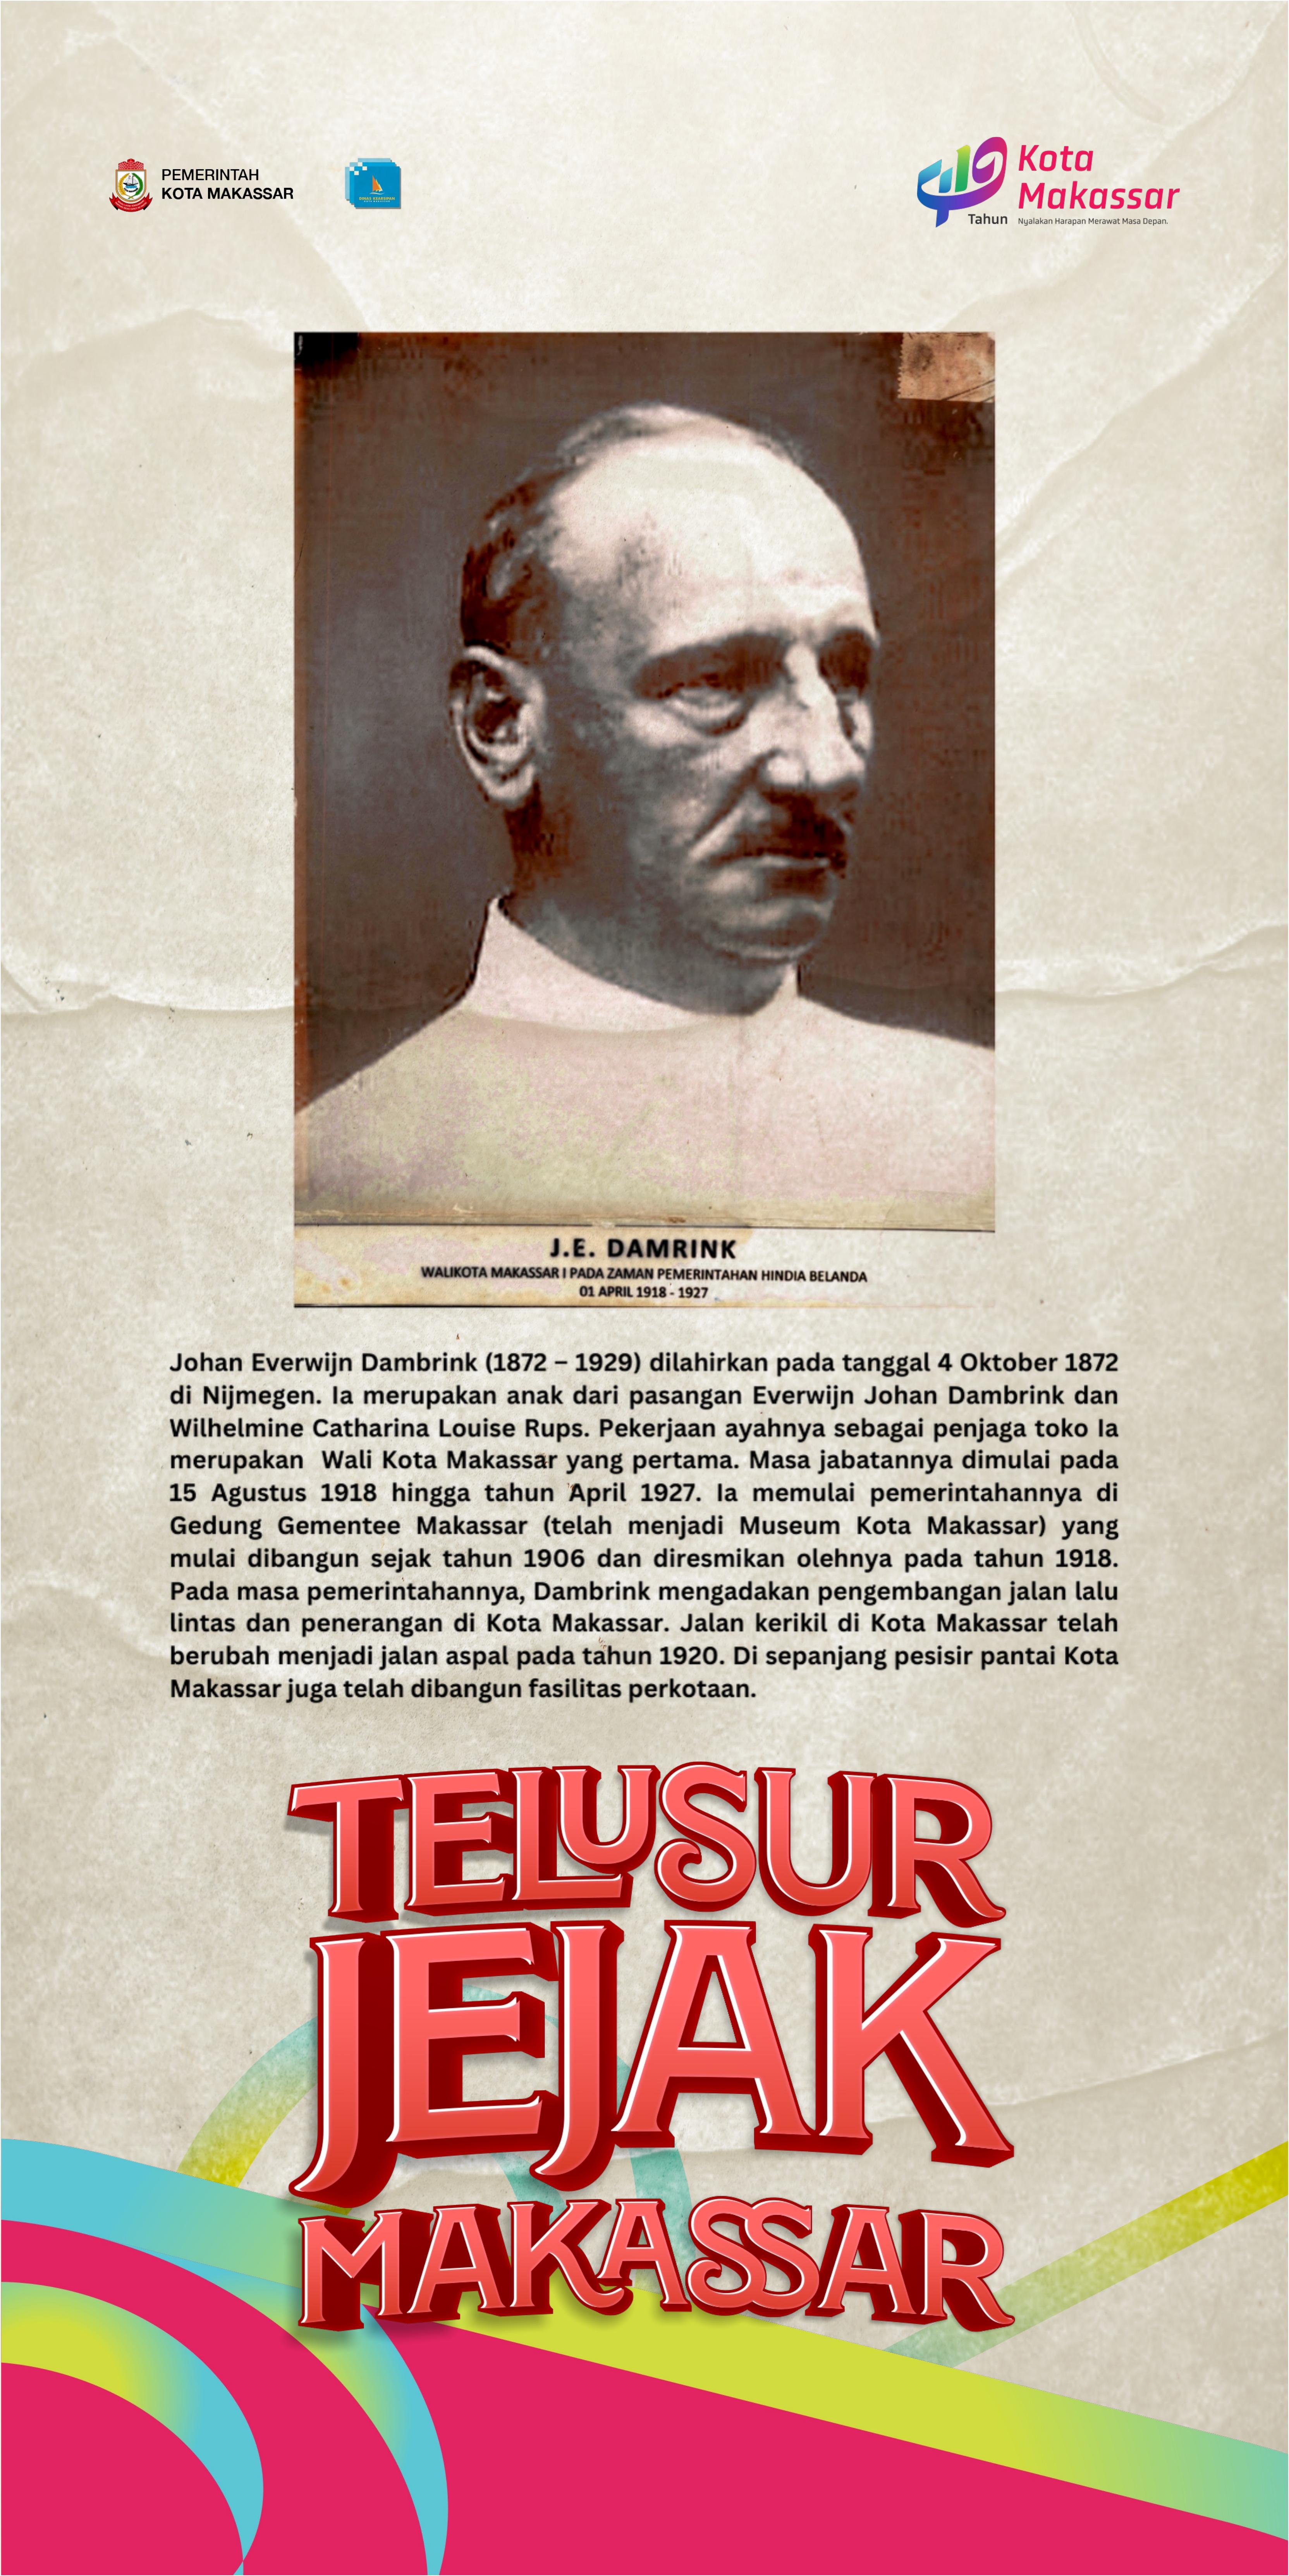 PEMERINTAH
KOTA MAKASSAR
419 Kota
Makassar
Tahun Nyalakan Harapan Merawat Masa Depan.
J.E. DAMRINK
WALIKOTA MAKASSAR I PADA ZAMAN PEMERINTAHAN HINDIA BELANDA
01 APRIL 1918 - 1927
Johan Everwijn Dambrink (1872 – 1929) dilahirkan pada tanggal 4 Oktober 1872
di Nijmegen. Ia merupakan anak dari pasangan Everwijn Johan Dambrink dan
Wilhelmine Catharina Louise Rups. Pekerjaan ayahnya sebagai penjaga toko Ia
merupakan Wali Kota Makassar yang pertama. Masa jabatannya dimulai pada
15 Agustus 1918 hingga tahun April 1927. Ia memulai pemerintahannya di
Gedung Gementee Makassar (telah menjadi Museum Kota Makassar) yang
mulai dibangun sejak tahun 1906 dan diresmikan olehnya pada tahun 1918.
Pada masa pemerintahannya, Dambrink mengadakan pengembangan jalan lalu
lintas dan penerangan di Kota Makassar. Jalan kerikil di Kota Makassar telah
berubah menjadi jalan aspal pada tahun 1920. Di sepanjang pesisir pantai Kota
Makassar juga telah dibangun fasilitas perkotaan.
TELUSUR
JEJAK
MAKASSAR